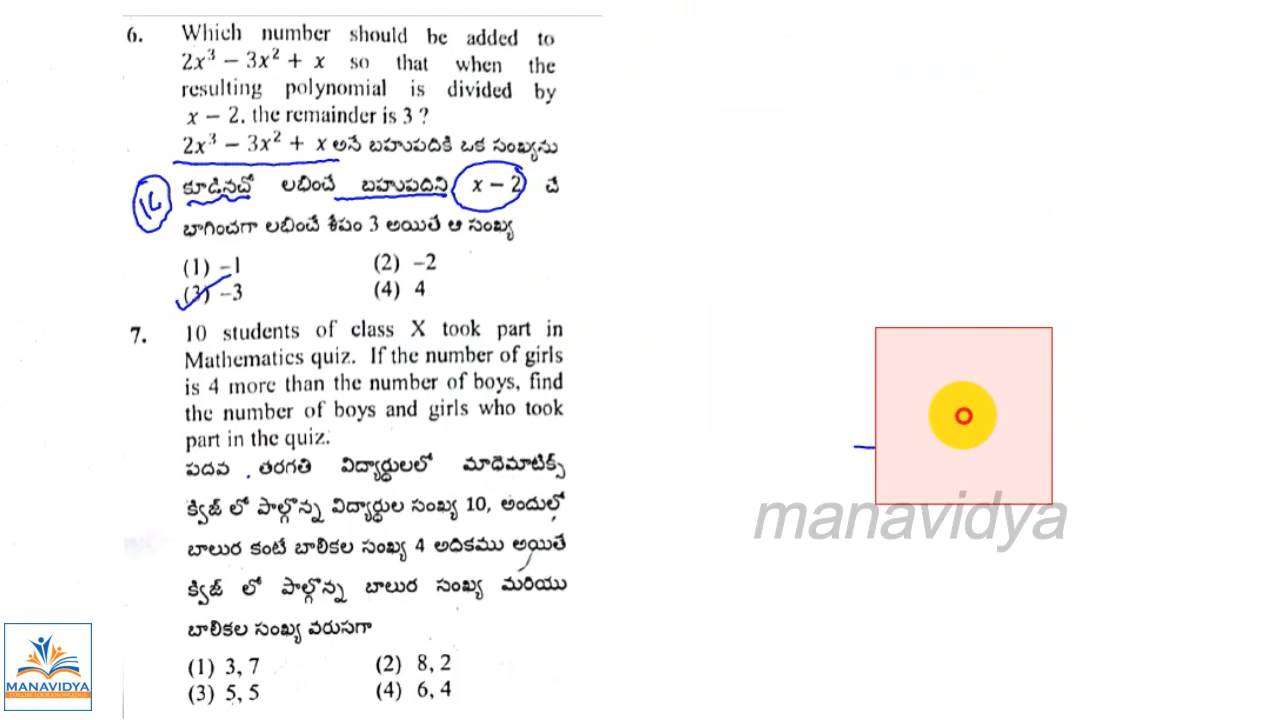 6. Which number should be added to
2x³ − 3x² + x so that when the
resulting polynomial is divided by
x − 2. the remainder is 3 ?
2x³ − 3x² + x అనే బహుపదికి ఒక సంఖ్యను
కూడినచో లభించే బహుపదిని x − 2 చే
భాగించగా లభించే శేషం 3 అయితే ఆ సంఖ్య
(1) −1 (2) −2
(3) −3 (4) 4
7. 10 students of class X took part in
Mathematics quiz. If the number of girls
is 4 more than the number of boys, find
the number of boys and girls who took
part in the quiz.
పదవ తరగతి విద్యార్థులలో మాథెమాటిక్స్
క్విజ్ లో పాల్గొన్న విద్యార్థుల సంఖ్య 10, అందులో
బాలుర కంటే బాలికల సంఖ్య 4 అధికము అయితే
క్విజ్ లో పాల్గొన్న బాలుర సంఖ్య మరియు
బాలికల సంఖ్య వరుసగా
(1) 3, 7 (2) 8, 2
(3) 5, 5 (4) 6, 4
manavidya
MANAVIDYA